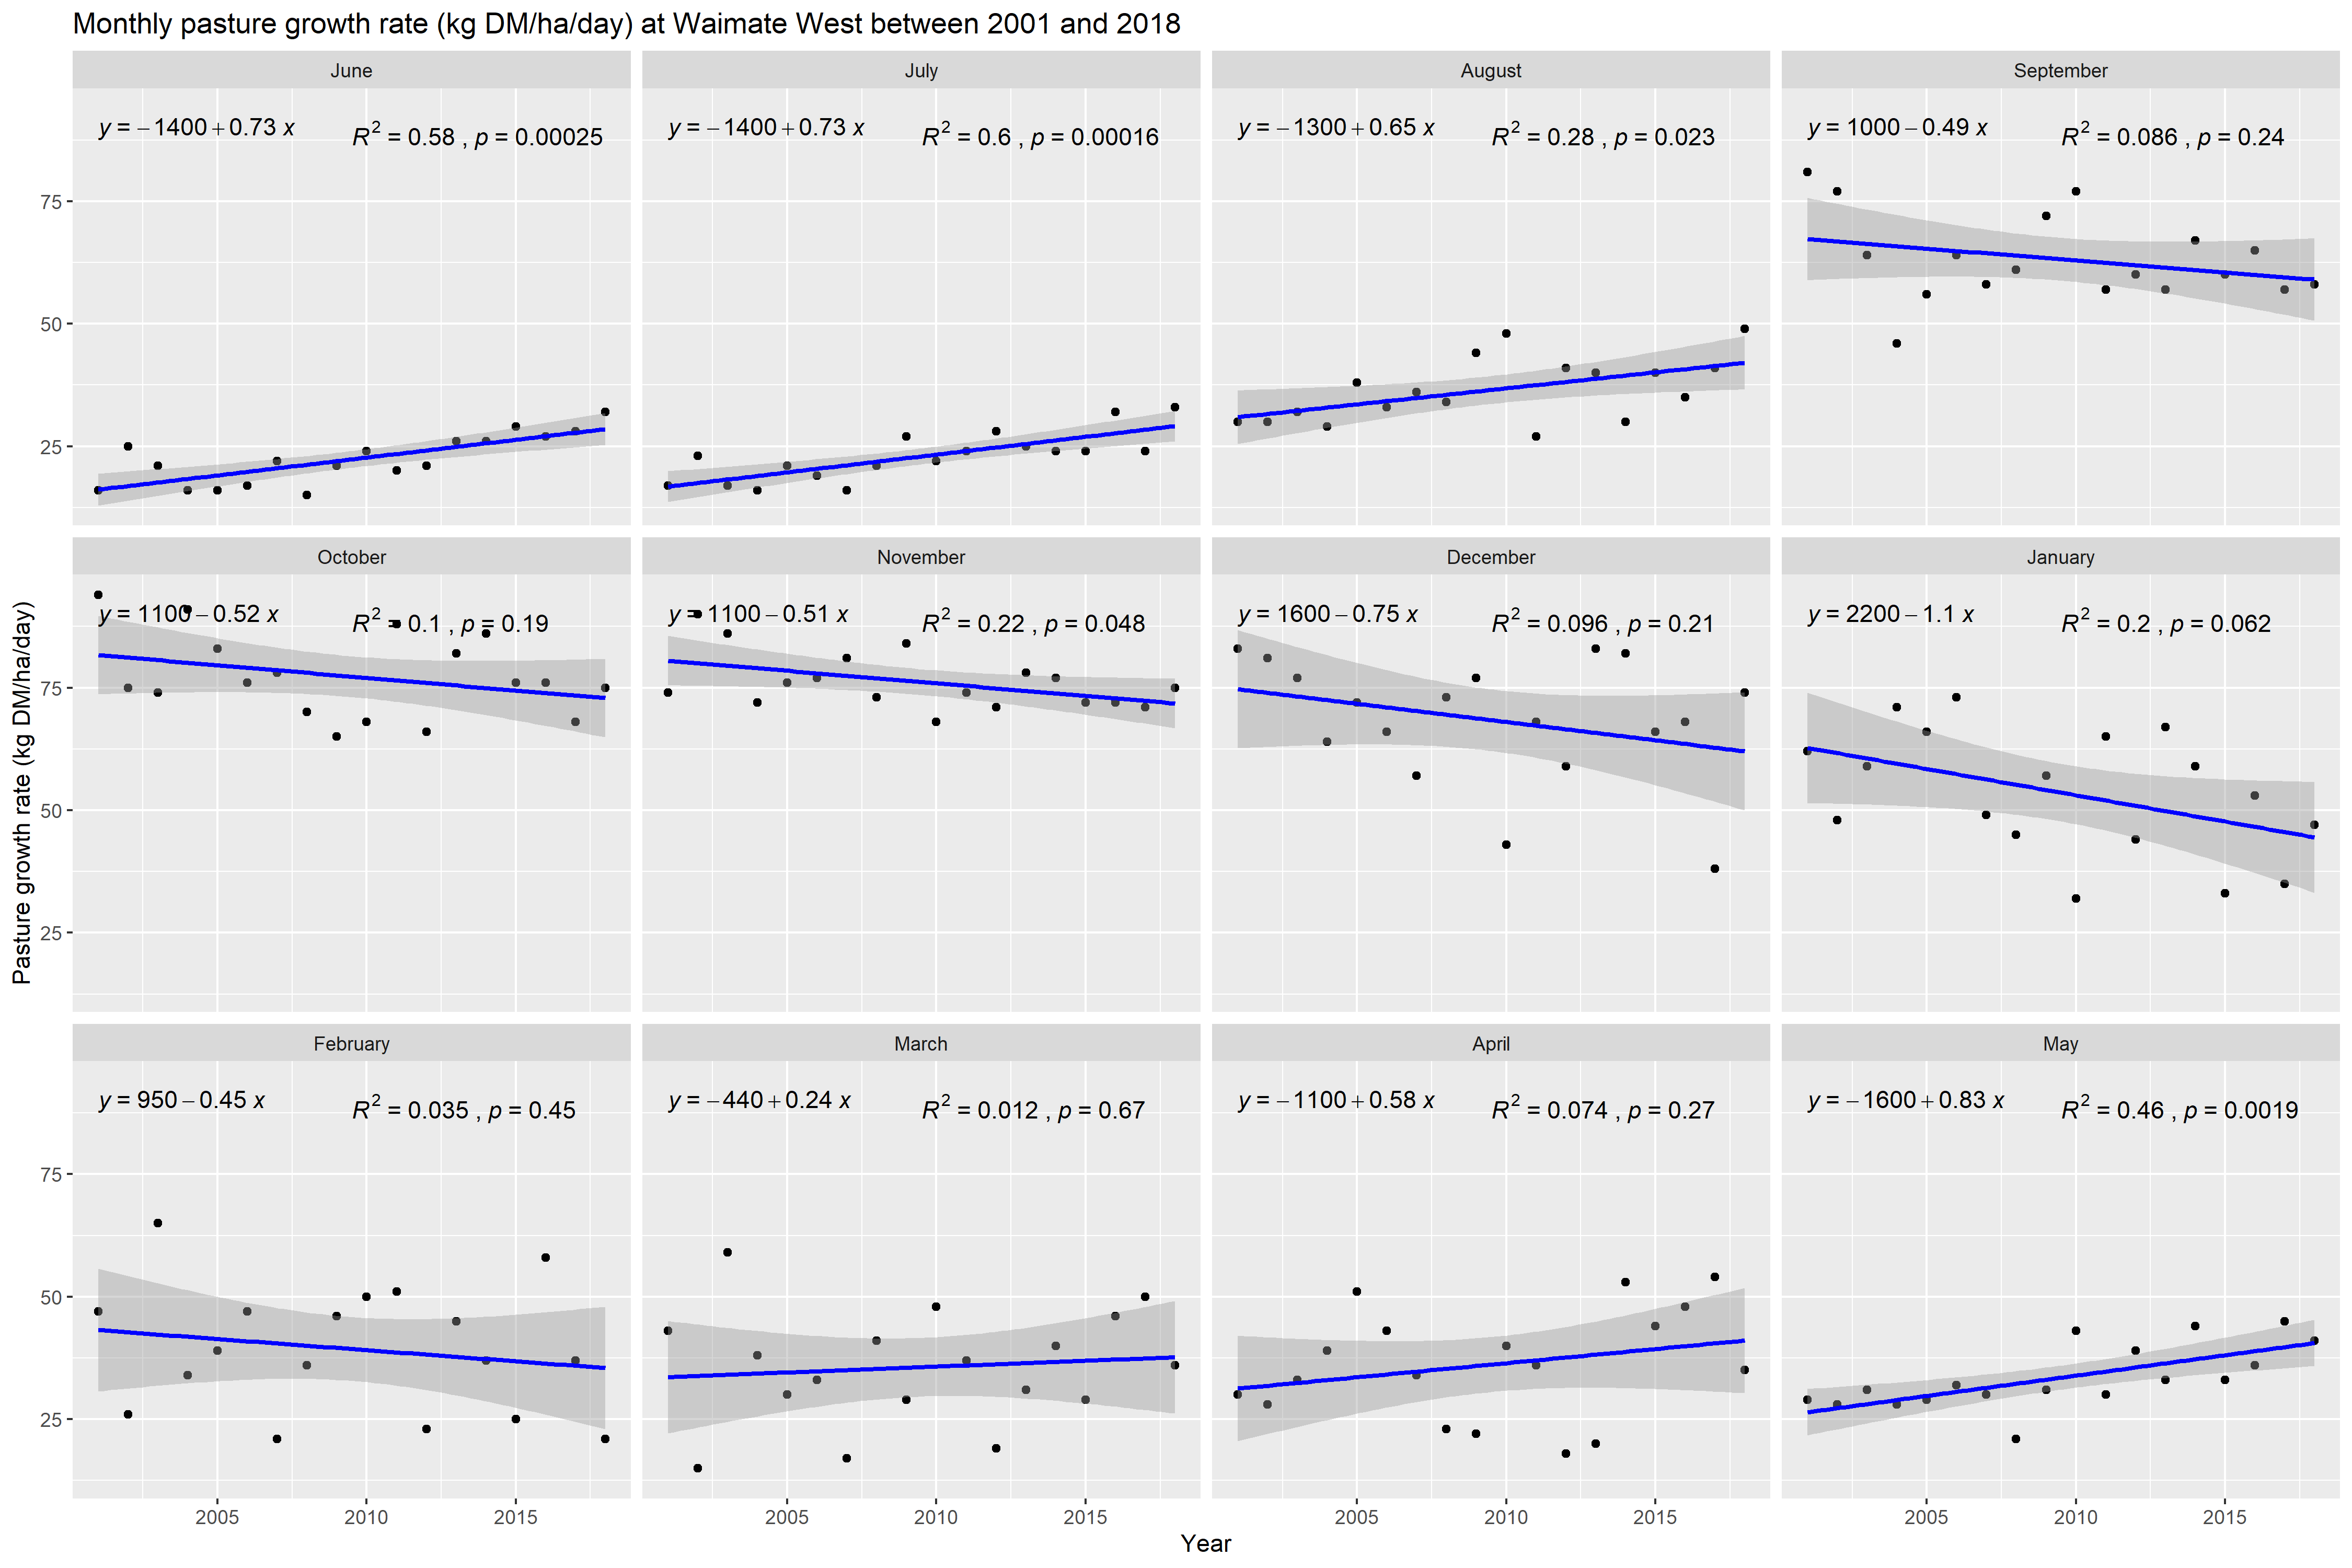 Monthly pasture growth rate (kg DM/ha/day) at Waimate West between 2001 and 2018
June July August September
y = −1400 + 0.73 x R² = 0.58 , p = 0.00025 y = −1400 + 0.73 x R² = 0.6 , p = 0.00016 y = −1300 + 0.65 x R² = 0.28 , p = 0.023 y = 1000 − 0.49 x R² = 0.086 , p = 0.24
75
50
25
October November December January
y = 1100 − 0.52 x R² = 0.1 , p = 0.19 y = 1100 − 0.51 x R² = 0.22 , p = 0.048 y = 1600 − 0.75 x R² = 0.096 , p = 0.21 y = 2200 − 1.1 x R² = 0.2 , p = 0.062
75
50
25
Pasture growth rate (kg DM/ha/day)
February March April May
y = 950 − 0.45 x R² = 0.035 , p = 0.45 y = −440 + 0.24 x R² = 0.012 , p = 0.67 y = −1100 + 0.58 x R² = 0.074 , p = 0.27 y = −1600 + 0.83 x R² = 0.46 , p = 0.0019
75
50
25
2005 2010 2015 2005 2010 2015 2005 2010 2015 2005 2010 2015
Year